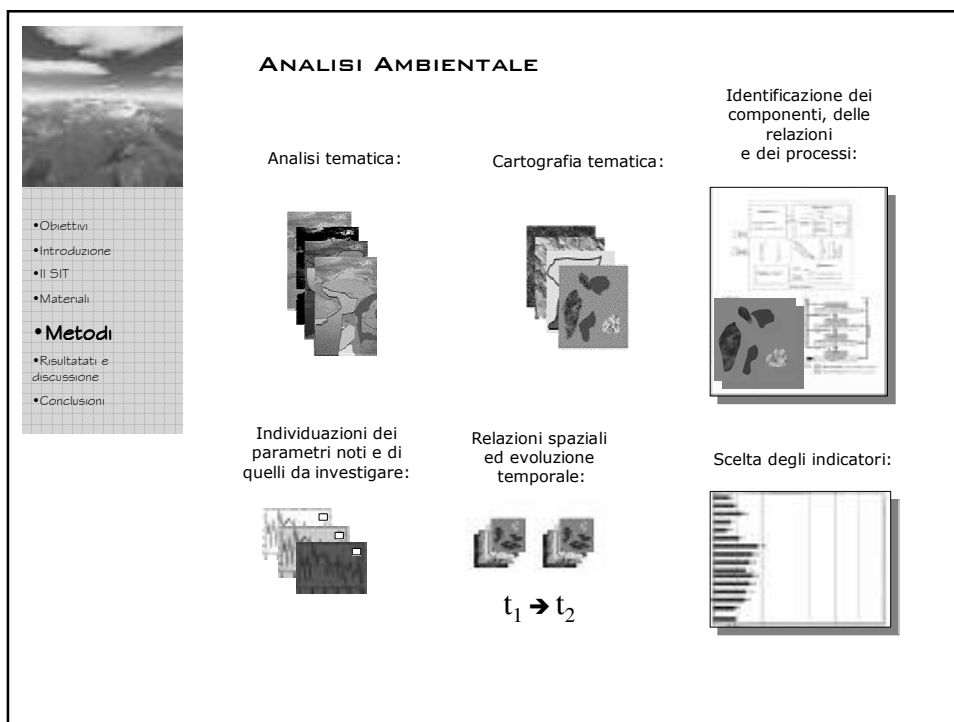 ANALISI AMBIENTALE
•Obiettivi
•Introduzione
•Il SIT
•Materiali
•Metodi
•Risultatati e
discussione
•Conclusioni
Analisi tematica:
Cartografia tematica:
Identificazione dei
componenti, delle
relazioni
e dei processi:
Individuazioni dei
parametri noti e di
quelli da investigare:
Relazioni spaziali
ed evoluzione
temporale:
t₁ → t₂
Scelta degli indicatori: